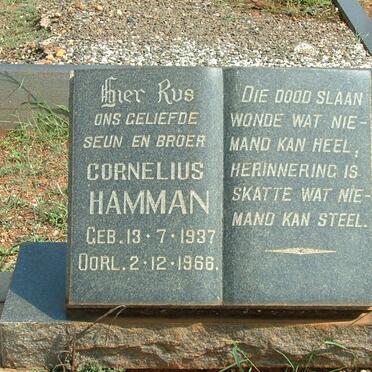 Hier Rus
ONS GELIEFDE
SEUN EN BROER
CORNELIUS
HAMMAN
GEB. 13-7-1937
OORL. 2-12-1966.
DIE DOOD SLAAN
WONDE WAT NIE-
MAND KAN HEEL,
HERINNERING IS
SKATTE WAT NIE-
MAND KAN STEEL.